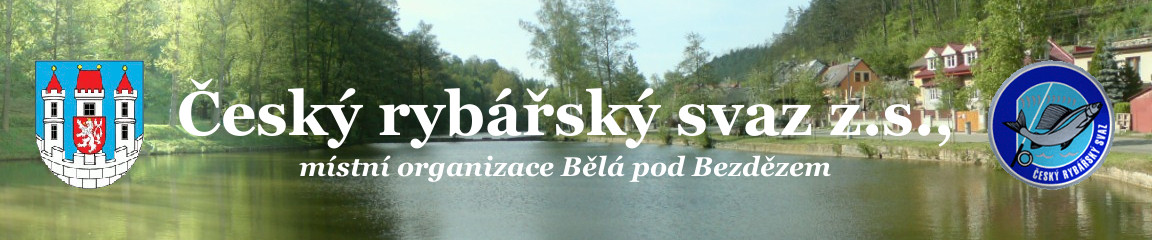 Český rybářský svaz z.s.,
místní organizace Bělá pod Bezdězem
ČESKÝ RYBÁŘSKÝ SVAZ